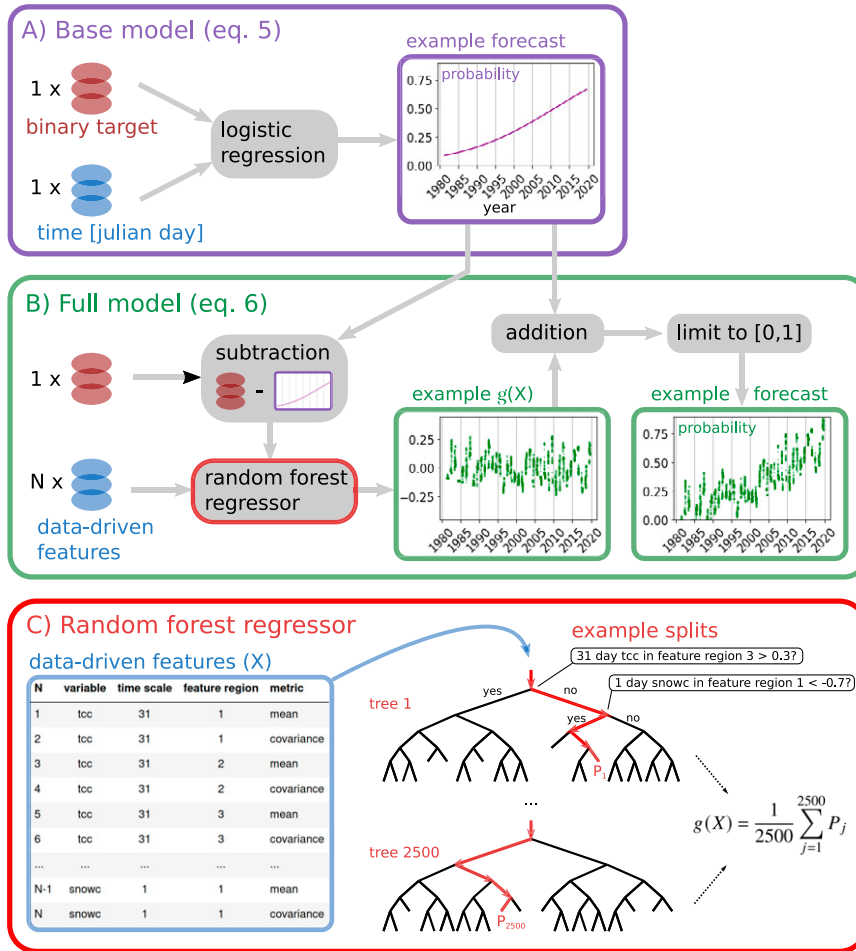 A) Base model (eq. 5)
example forecast
1 x
binary target
1 x
time [julian day]
logistic
regression
probability
0.75
0.50
0.25
0.00
1980
1985
1990
1995
2000
2005
2010
2015
2020
year
B) Full model (eq. 6)
1 x
subtraction
-
addition
limit to [0,1]
N x
data-driven
features
random forest
regressor
example g(X)
0.25
0.00
−0.25
1980
1985
1990
1995
2000
2005
2010
2015
2020
example forecast
probability
0.75
0.50
0.25
0.00
1980
1985
1990
1995
2000
2005
2010
2015
2020
C) Random forest regressor
data-driven features (X)
N variable time scale feature region metric
1 tcc 31 1 mean
2 tcc 31 1 covariance
3 tcc 31 2 mean
4 tcc 31 2 covariance
5 tcc 31 3 mean
6 tcc 31 3 covariance
... ... ... ... ...
N-1 snowc 1 1 mean
N snowc 1 1 covariance
example splits
31 day tcc in feature region 3 > 0.3?
1 day snowc in feature region 1 < -0.7?
tree 1
yes
no
yes
no
P1
...
tree 2500
P2500
g(X) = 1/2500 ∑ j=1 2500 Pj